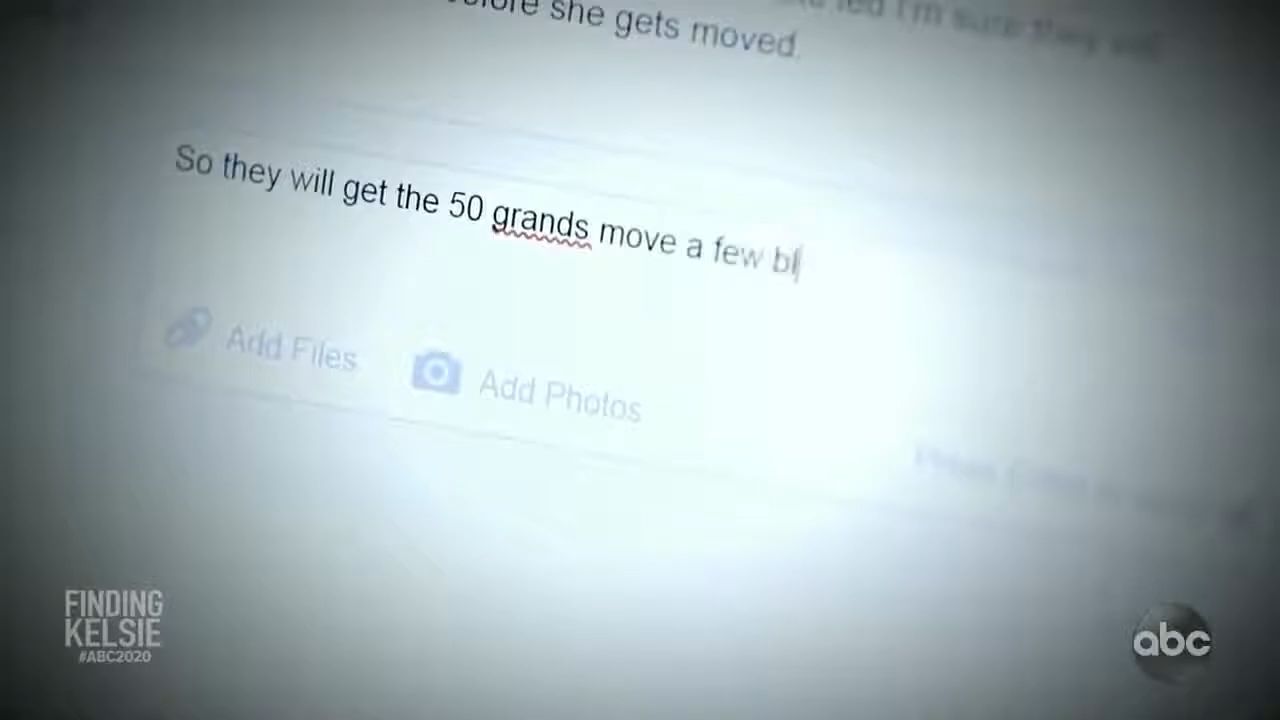 she gets moved.
So they will get the 50 grands move a few bl
Add Files
Add Photos
FINDING
KELSIE
#ABC2020
abc